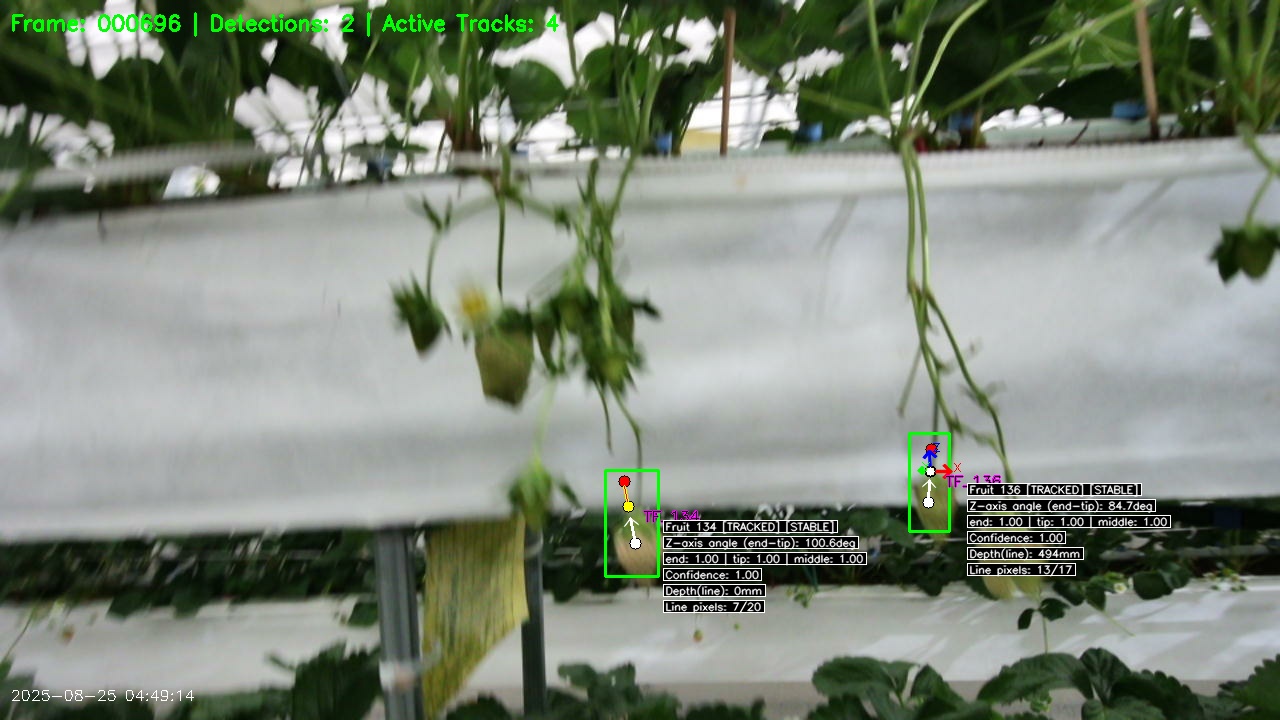 Frame: 000696 | Detections: 2 | Active Tracks: 4
X
TF_136
Fruit 136 [TRACKED] [STABLE]
Z-axis angle (end-tip): 84.7deg
end: 1.00 | tip: 1.00 | middle: 1.00
Confidence: 1.00
Depth(line): 494mm
Line pixels: 13/17
TF_134
Fruit 134 [TRACKED] [STABLE]
Z-axis angle (end-tip): 100.6deg
end: 1.00 | tip: 1.00 | middle: 1.00
Confidence: 1.00
Depth(line): 0mm
Line pixels: 7/20
2025-08-25 04:49:14